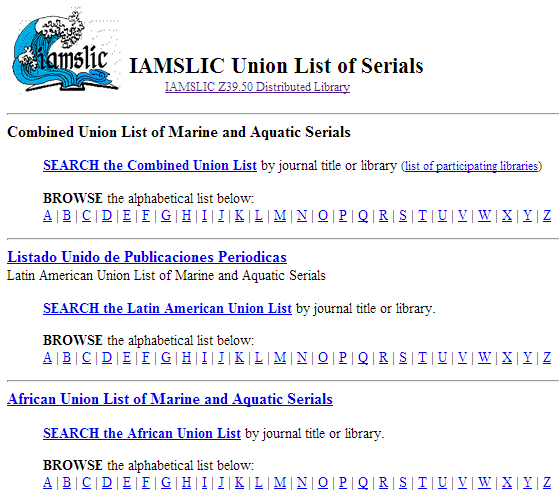 iamslic
IAMSLIC Union List of Serials
IAMSLIC Z39.50 Distributed Library
Combined Union List of Marine and Aquatic Serials
SEARCH the Combined Union List by journal title or library (list of participating libraries)
BROWSE the alphabetical list below:
A | B | C | D | E | F | G | H | I | J | K | L | M | N | O | P | Q | R | S | T | U | V | W | X | Y | Z
Listado Unido de Publicaciones Periodicas
Latin American Union List of Marine and Aquatic Serials
SEARCH the Latin American Union List by journal title or library.
BROWSE the alphabetical list below:
A | B | C | D | E | F | G | H | I | J | K | L | M | N | O | P | Q | R | S | T | U | V | W | X | Y | Z
African Union List of Marine and Aquatic Serials
SEARCH the African Union List by journal title or library.
BROWSE the alphabetical list below:
A | B | C | D | E | F | G | H | I | J | K | L | M | N | O | P | Q | R | S | T | U | V | W | X | Y | Z